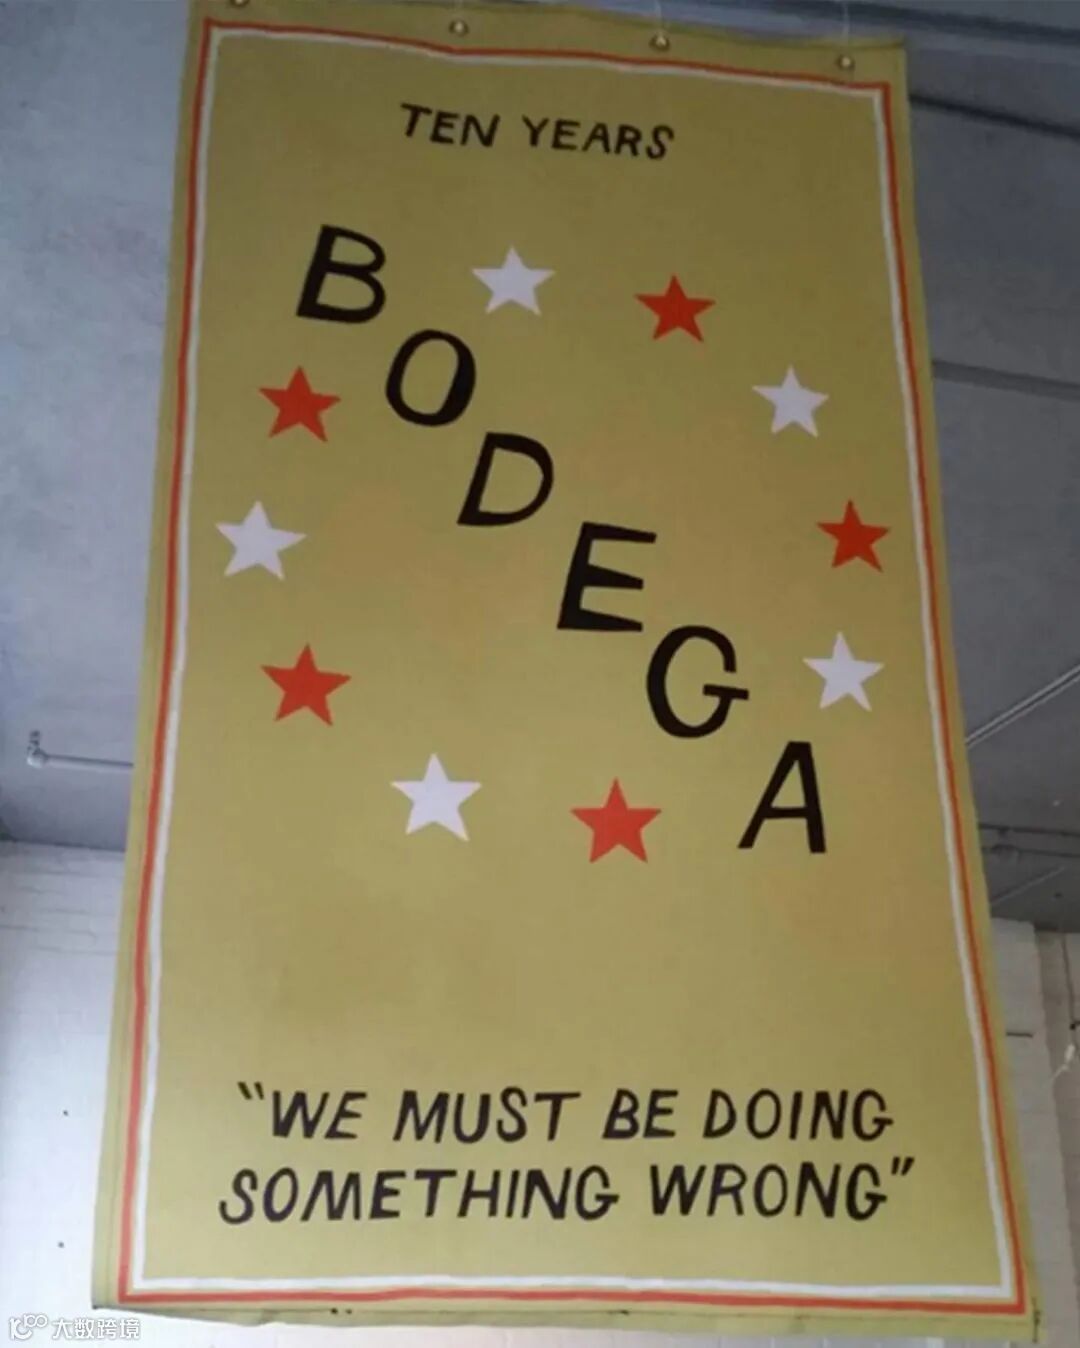 TEN YEARS
BODEGA
"WE MUST BE DOING
SOMETHING WRONG"
大数跨境